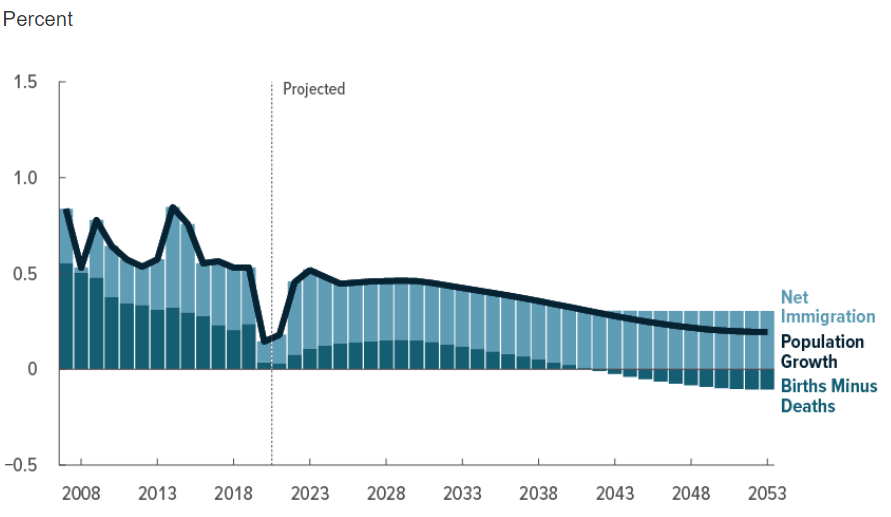 Percent
1.5
Projected
1.0
0.5
Net
Immigration
Population
Growth
0
Births Minus
Deaths
−0.5
2008 2013 2018 2023 2028 2033 2038 2043 2048 2053